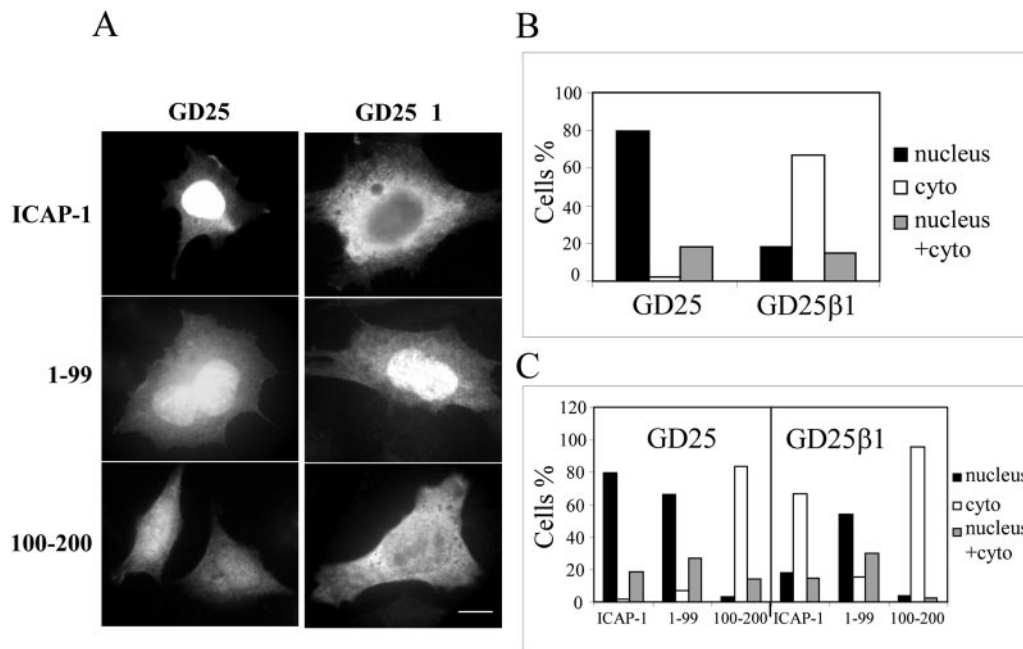 A
GD25
GD25 1
ICAP-1
1-99
100-200
B
Cells %
100
80
60
40
20
0
GD25
GD25β1
nucleus
cyto
nucleus
+cyto
C
Cells %
120
100
80
60
40
20
0
GD25
GD25β1
ICAP-1 1-99 100-200 ICAP-1 1-99 100-200
nucleus
cyto
nucleus
+cyto